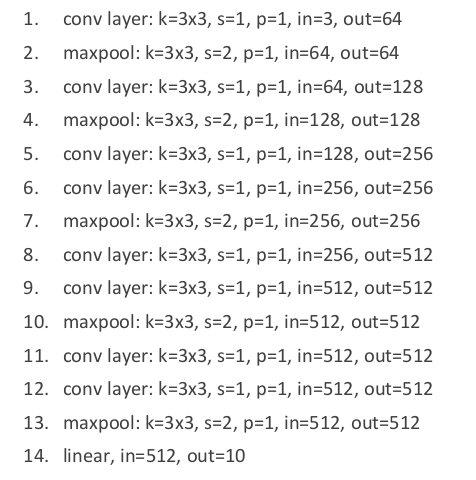 1. conv layer: k=3x3, s=1, p=1, in=3, out=64
2. maxpool: k=3x3, s=2, p=1, in=64, out=64
3. conv layer: k=3x3, s=1, p=1, in=64, out=128
4. maxpool: k=3x3, s=2, p=1, in=128, out=128
5. conv layer: k=3x3, s=1, p=1, in=128, out=256
6. conv layer: k=3x3, s=1, p=1, in=256, out=256
7. maxpool: k=3x3, s=2, p=1, in=256, out=256
8. conv layer: k=3x3, s=1, p=1, in=256, out=512
9. conv layer: k=3x3, s=1, p=1, in=512, out=512
10. maxpool: k=3x3, s=2, p=1, in=512, out=512
11. conv layer: k=3x3, s=1, p=1, in=512, out=512
12. conv layer: k=3x3, s=1, p=1, in=512, out=512
13. maxpool: k=3x3, s=2, p=1, in=512, out=512
14. linear, in=512, out=10